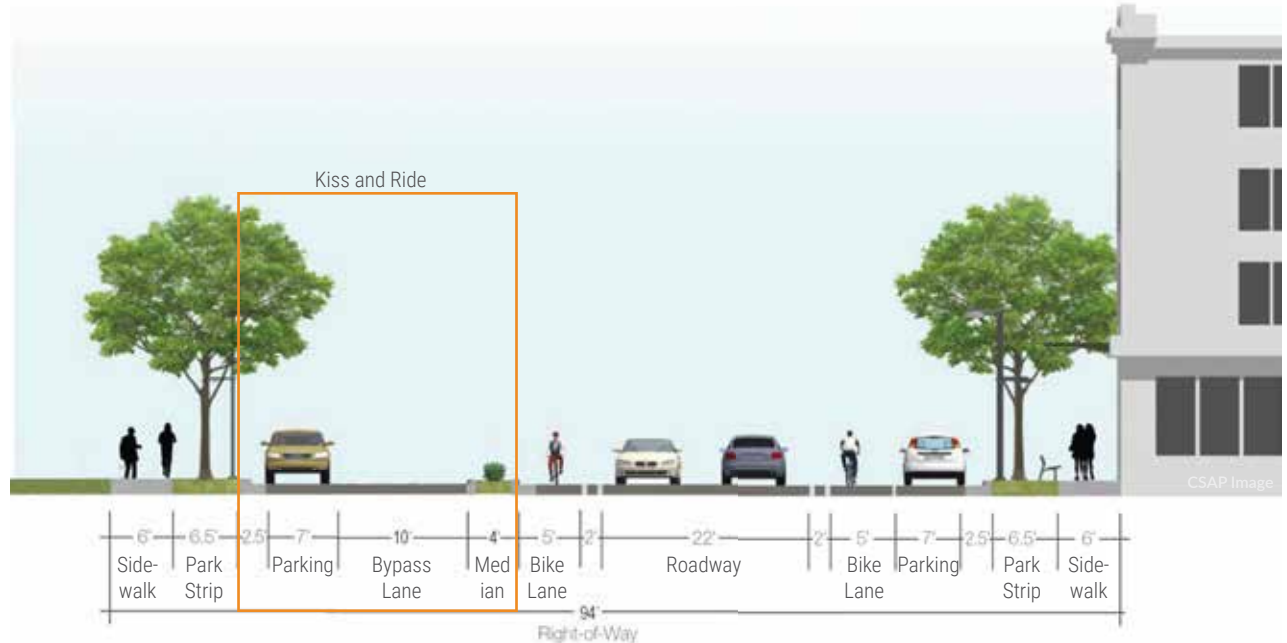 Kiss and Ride
CSAP Image
6' 6.5' 2.5' 7' 10' 4' 5' 2' 22' 2' 5' 7' 2.5' 6.5' 6'
Side- Park Parking Bypass Med Bike Roadway Bike Parking Park Side-
walk Strip Lane ian Lane Lane Strip walk
94'
Right-of-Way